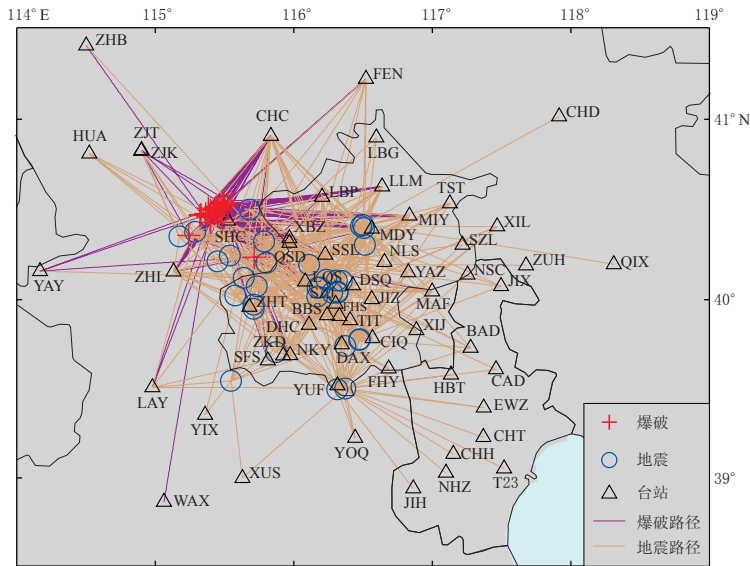 114° E
115°
116°
117°
118°
119°
ZHB
FEN
CHD
CHC
41° N
ZJT
HUA
ZJK
LBG
LLM
LBP
TST
MIY
XIL
SHC
XBZ
MDY
SZL
SSL
QSD
NLS
ZUH
QIX
ZHL
YAZ
NSC
YAY
DSQ
JIX
JIZ
MAF
40°
ZHT
BBS
FHS
TIT
DHC
XIJ
BAD
ZKD
NKY
CIQ
SFS
DAX
FHY
HBT
CAD
LAY
YUF
EWZ
YIX
YOQ
CHT
CHH
XUS
NHZ
T23
39°
JIH
WAX
爆破
地震
台站
爆破路径
地震路径